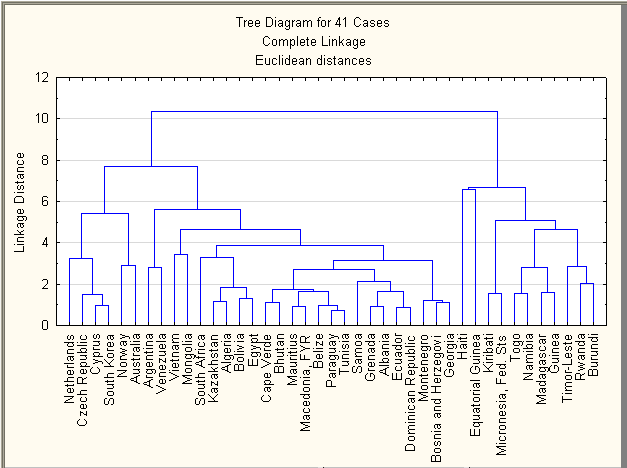 Tree Diagram for 41 Cases
Complete Linkage
Euclidean distances
12
10
8
6
4
2
0
Linkage Distance
Netherlands
Czech Republic
Cyprus
South Korea
Norway
Australia
Argentina
Venezuela
Vietnam
Mongolia
South Africa
Kazakhstan
Algeria
Bolivia
Egypt
Cape Verde
Bhutan
Mauritius
Macedonia, FYR
Belize
Paraguay
Tunisia
Samoa
Grenada
Albania
Ecuador
Dominican Republic
Montenegro
Bosnia and Herzegovi
Georgia
Haiti
Equatorial Guinea
Kiribati
Micronesia, Fed. Sts
Togo
Namibia
Madagascar
Guinea
Timor-Leste
Rwanda
Burundi